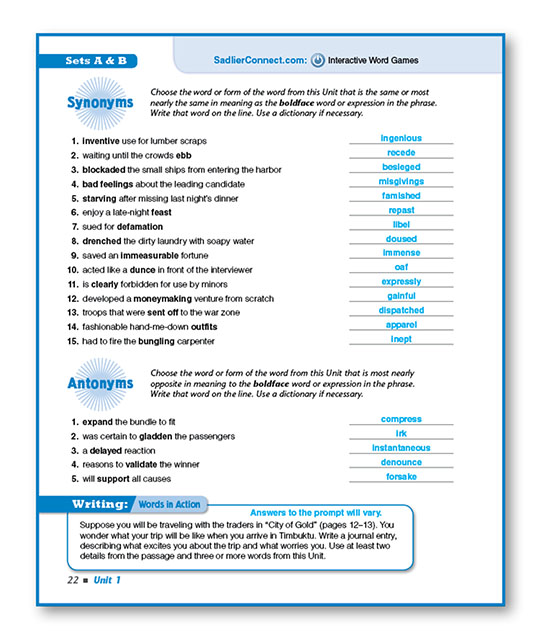 Sets A & B
SadlierConnect.com: Interactive Word Games
Synonyms
Choose the word or form of the word from this Unit that is the same or most
nearly the same in meaning as the boldface word or expression in the phrase.
Write that word on the line. Use a dictionary if necessary.
1. inventive use for lumber scraps ingenious
2. waiting until the crowds ebb recede
3. blockaded the small ships from entering the harbor besieged
4. bad feelings about the leading candidate misgivings
5. starving after missing last night's dinner famished
6. enjoy a late-night feast repast
7. sued for defamation libel
8. drenched the dirty laundry with soapy water doused
9. saved an immeasurable fortune immense
10. acted like a dunce in front of the interviewer oaf
11. is clearly forbidden for use by minors expressly
12. developed a moneymaking venture from scratch gainful
13. troops that were sent off to the war zone dispatched
14. fashionable hand-me-down outfits apparel
15. had to fire the bungling carpenter inept
Antonyms
Choose the word or form of the word from this Unit that is most nearly
opposite in meaning to the boldface word or expression in the phrase.
Write that word on the line. Use a dictionary if necessary.
1. expand the bundle to fit compress
2. was certain to gladden the passengers irk
3. a delayed reaction instantaneous
4. reasons to validate the winner denounce
5. will support all causes forsake
Writing: Words in Action
Answers to the prompt will vary.
Suppose you will be traveling with the traders in "City of Gold" (pages 12–13). You
wonder what your trip will be like when you arrive in Timbuktu. Write a journal entry,
describing what excites you about the trip and what worries you. Use at least two
details from the passage and three or more words from this Unit.
22 ■ Unit 1